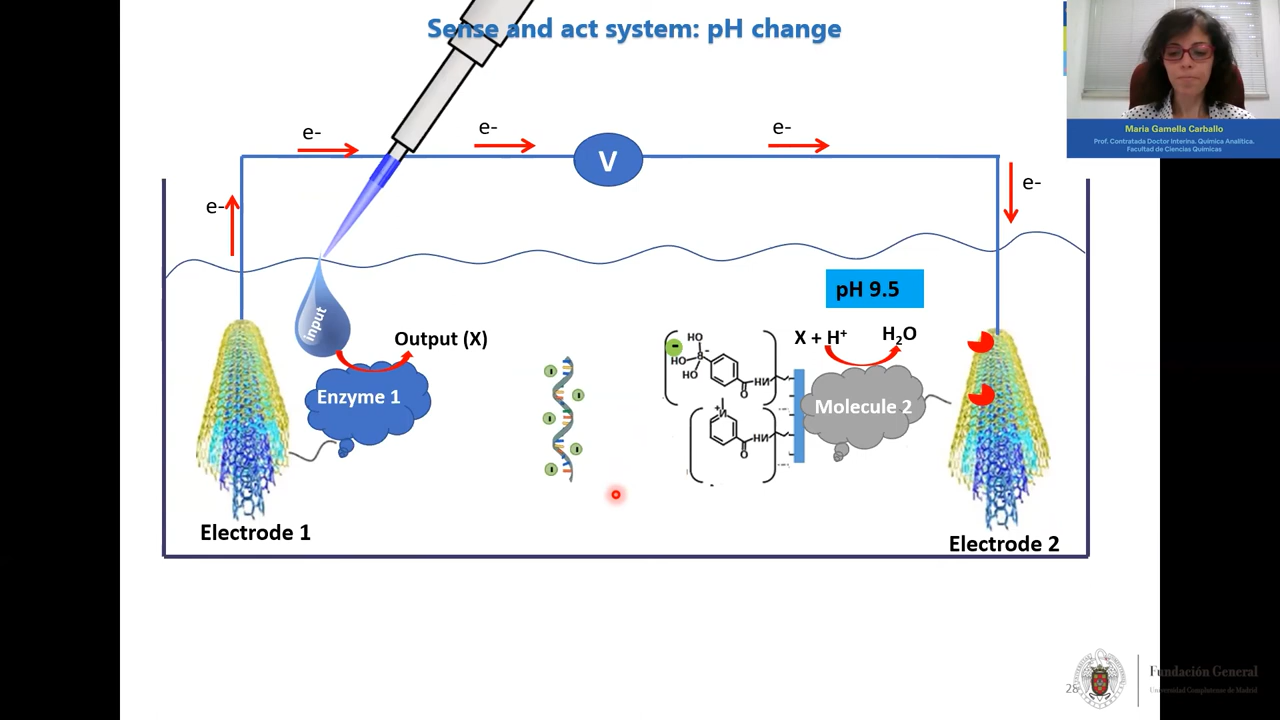 Sense and act system: pH change
e-
e-
e-
V
e-
e-
pH 9.5
input
Output (X)
X + H⁺
H₂O
Enzyme 1
Molecule 2
HO
HO
B
-
HO
C
HN
O
+
N
C
HN
O
Electrode 1
Electrode 2
Maria Gamella Carballo
Prof. Contratada Doctor Interina. Química Analítica.
Facultad de Ciencias Químicas
28
Fundación General
Universidad Complutense de Madrid